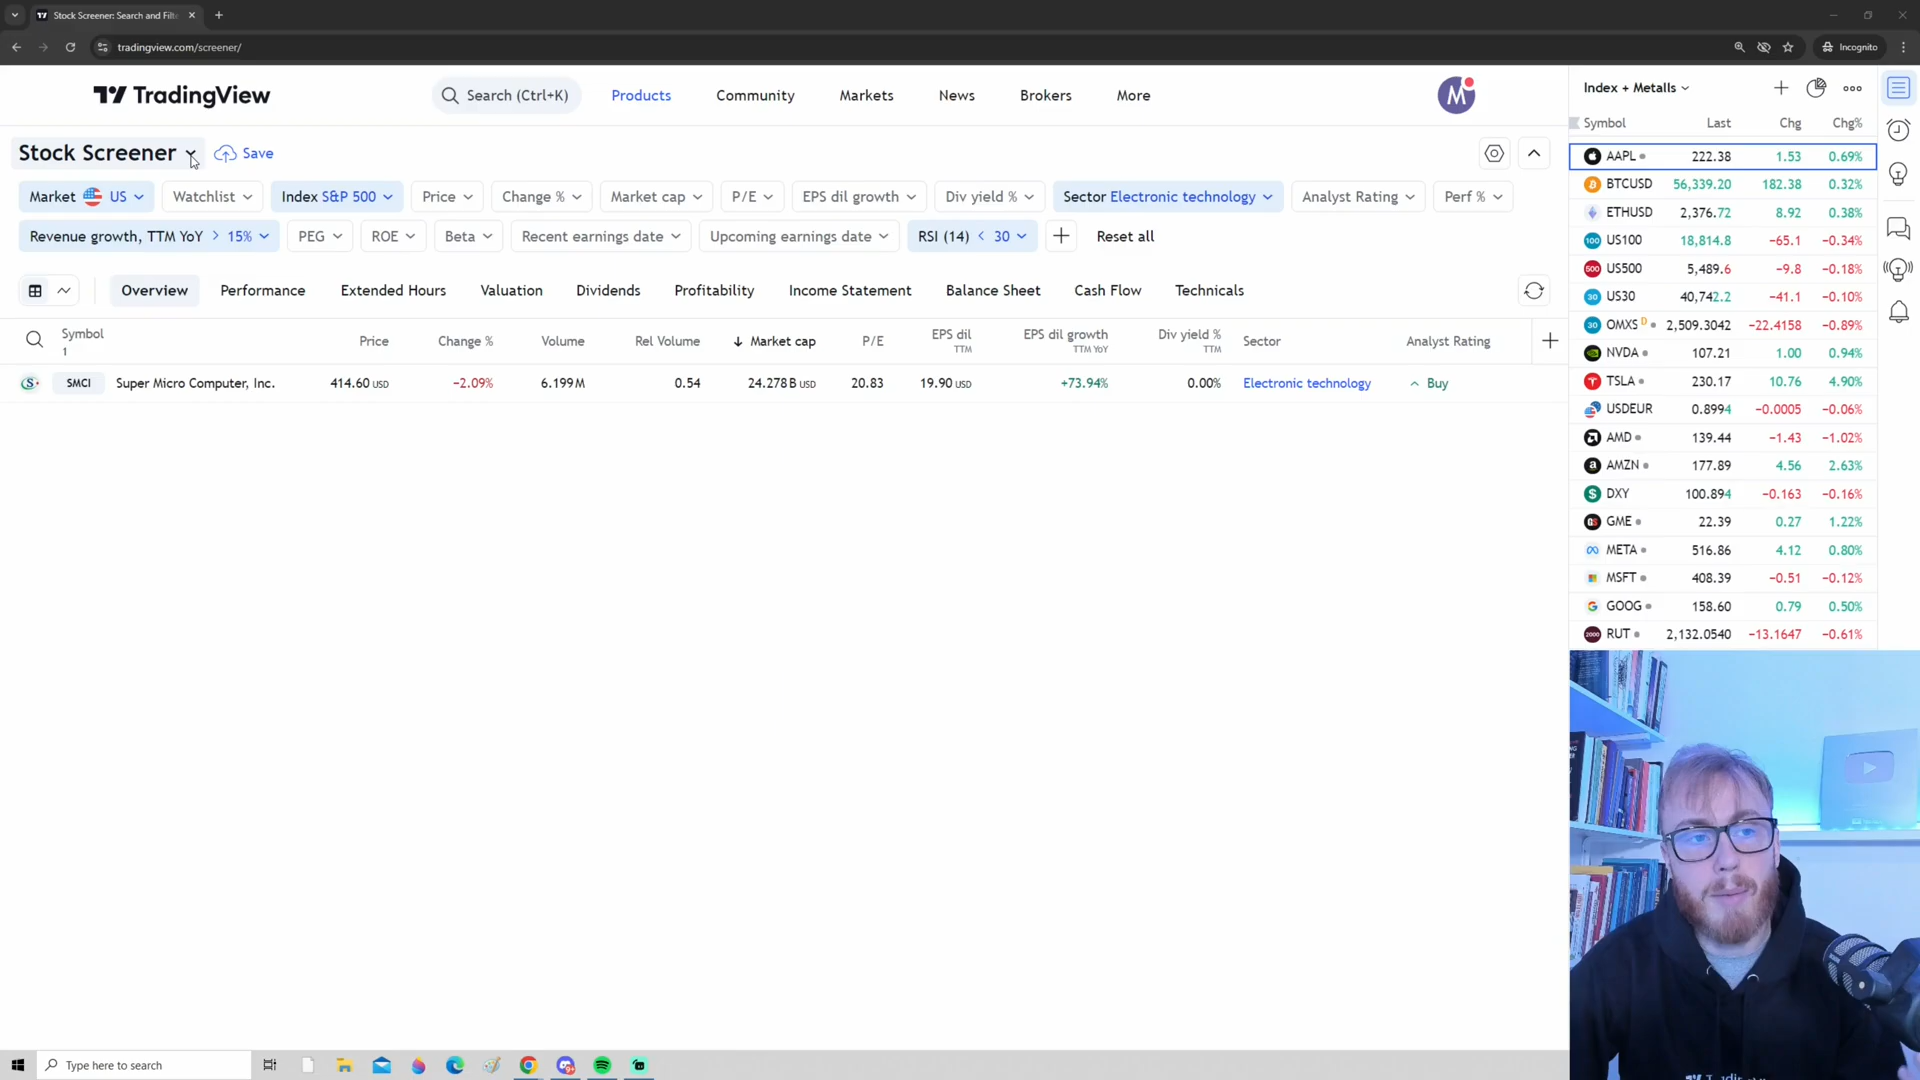 Stock Screener: Search and Filt
tradingview.com/screener/
Incognito
TradingView
Search (Ctrl+K)
Products
Community
Markets
News
Brokers
More
M
Stock Screener
Save
Market US
Watchlist
Index S&P 500
Price
Change %
Market cap
P/E
EPS dil growth
Div yield %
Sector Electronic technology
Analyst Rating
Perf %
Revenue growth, TTM YoY > 15%
PEG
ROE
Beta
Recent earnings date
Upcoming earnings date
RSI (14) < 30
Reset all
Overview
Performance
Extended Hours
Valuation
Dividends
Profitability
Income Statement
Balance Sheet
Cash Flow
Technicals
Symbol
1
Price
Change %
Volume
Rel Volume
Market cap
P/E
EPS dil
TTM
EPS dil growth
TTM YOY
Div yield %
TTM
Sector
Analyst Rating
SMCI Super Micro Computer, Inc. 414.60 USD −2.09% 6.199 M 0.54 24.278 B USD 20.83 19.90 USD +73.94% 0.00% Electronic technology Buy
Index + Metalls
Symbol Last Chg Chg%
AAPL 222.38 1.53 0.69%
BTCUSD 56,339.20 182.38 0.32%
ETHUSD 2,376.72 8.92 0.38%
100 US100 18,814.8 −65.1 −0.34%
500 US500 5,489.6 −9.8 −0.18%
30 US30 40,742.2 −41.1 −0.10%
30 OMXS D 2,509.3042 −22.4158 −0.89%
NVDA 107.21 1.00 0.94%
TSLA 230.17 10.76 4.90%
USDEUR 0.8994 −0.0005 −0.06%
AMD 139.44 −1.43 −1.02%
AMZN 177.89 4.56 2.63%
DXY 100.894 −0.163 −0.16%
GME 22.39 0.27 1.22%
META 516.86 4.12 0.80%
MSFT 408.39 −0.51 −0.12%
GOOG 158.60 0.79 0.50%
2000 RUT 2,132.0540 −13.1647 −0.61%
Type here to search